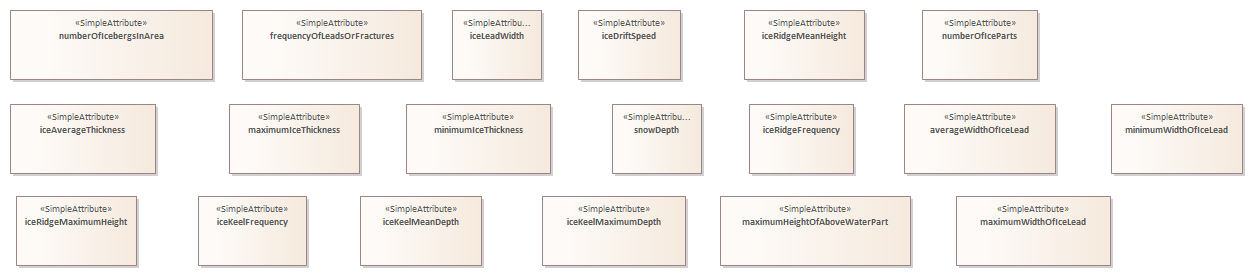 «SimpleAttribute»
numberOfIcebergsInArea
«SimpleAttribute»
frequencyOfLeadsOrFractures
«SimpleAttribu...
iceLeadWidth
«SimpleAttribute»
iceDriftSpeed
«SimpleAttribute»
iceRidgeMeanHeight
«SimpleAttribute»
numberOfIceParts
«SimpleAttribute»
iceAverageThickness
«SimpleAttribute»
maximumIceThickness
«SimpleAttribute»
minimumIceThickness
«SimpleAttribu...
snowDepth
«SimpleAttribute»
iceRidgeFrequency
«SimpleAttribute»
averageWidthOfIceLead
«SimpleAttribute»
minimumWidthOfIceLead
«SimpleAttribute»
iceRidgeMaximumHeight
«SimpleAttribute»
iceKeelFrequency
«SimpleAttribute»
iceKeelMeanDepth
«SimpleAttribute»
iceKeelMaximumDepth
«SimpleAttribute»
maximumHeightOfAboveWaterPart
«SimpleAttribute»
maximumWidthOfIceLead